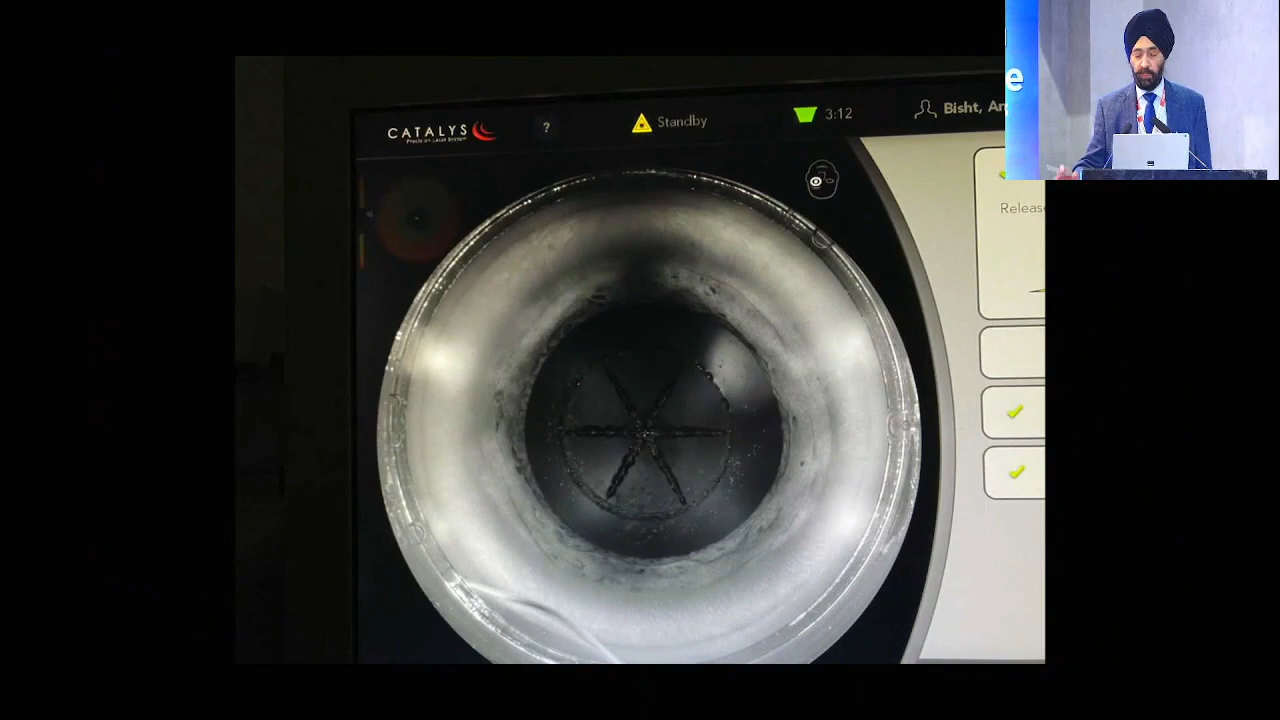 CATALYS
Precision Laser System
?
Standby
3:12
Bisht, An
Release
e